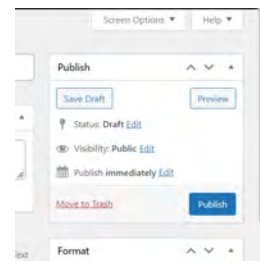 Screen Options ▼ Help ▼
Publish
Save Draft Preview
Status: Draft Edit
Visibility: Public Edit
Publish immediately Edit
Move to Trash Publish
Text
Format